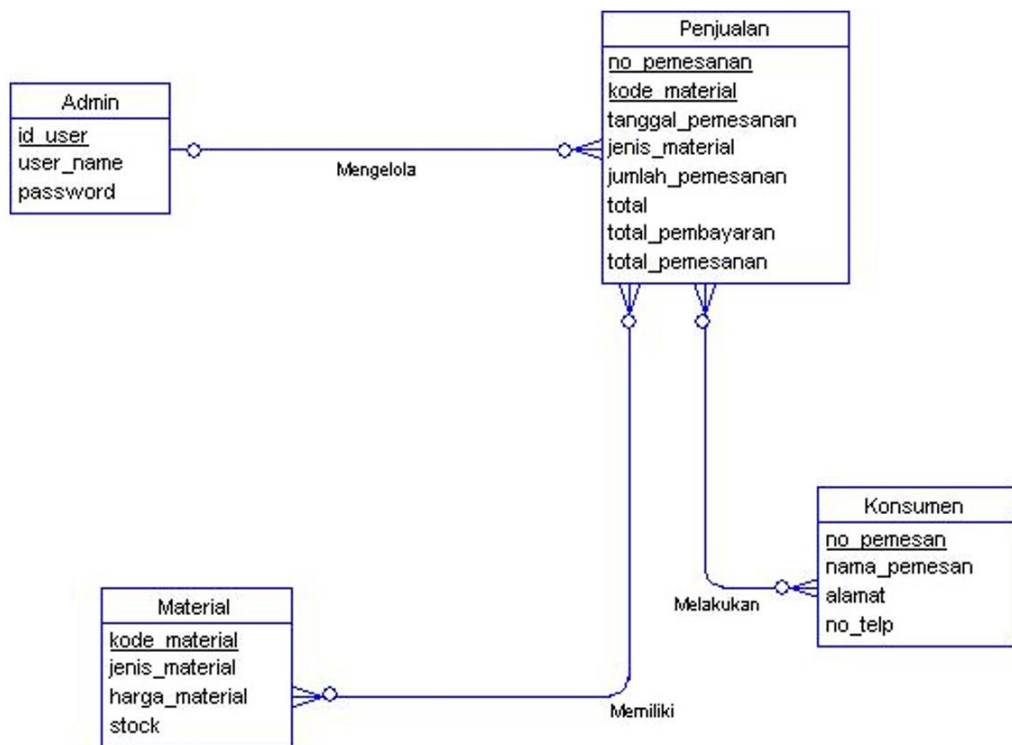 Penjualan
no_pemesanan
kode_material
tanggal_pemesanan
jenis_material
jumlah_pemesanan
total
total_pembayaran
total_pemesanan
Admin
id_user
user_name
password
Mengelola
Konsumen
no_pemesan
nama_pemesan
alamat
no_telp
Melakukan
Material
kode_material
jenis_material
harga_material
stock
Memiliki